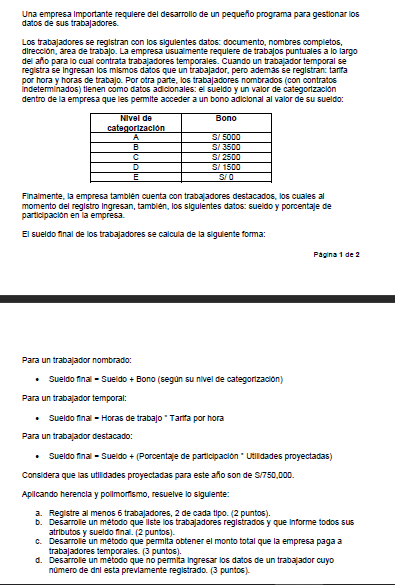 Una empresa importante requiere del desarrollo de un pequeño programa para gestionar los
datos de sus trabajadores.
Los trabajadores se registran con los siguientes datos: documento, nombres completos,
dirección, área de trabajo. La empresa usualmente requiere de trabajos puntuales a lo largo
del año para lo cual contrata trabajadores temporales. Cuando un trabajador temporal se
registra se ingresan los mismos datos que un trabajador, pero además se registran: tarifa
por hora y horas de trabajo. Por otra parte, los trabajadores nombrados (con contratos
indeterminados) tienen como datos adicionales: el sueldo y un valor de categorización
dentro de la empresa que les permite acceder a un bono adicional al valor de su sueldo:
Nivel de categorización Bono
A S/ 5000
B S/ 3500
C S/ 2500
D S/ 1500
E S/ 0
Finalmente, la empresa también cuenta con trabajadores destacados, los cuales al
momento del registro ingresan, también, los siguientes datos: sueldo y porcentaje de
participación en la empresa.
El sueldo final de los trabajadores se calcula de la siguiente forma:
Página 1 de 2
Para un trabajador nombrado:
• Sueldo final = Sueldo + Bono (según su nivel de categorización)
Para un trabajador temporal:
• Sueldo final = Horas de trabajo * Tarifa por hora
Para un trabajador destacado:
• Sueldo final = Sueldo + (Porcentaje de participación * Utilidades proyectadas)
Considera que las utilidades proyectadas para este año son de S/750,000.
Aplicando herencia y polimorfismo, resuelve lo siguiente:
a. Registre al menos 6 trabajadores, 2 de cada tipo. (2 puntos).
b. Desarrolle un método que liste los trabajadores registrados y que informe todos sus
atributos y sueldo final. (2 puntos).
c. Desarrolle un método que permita obtener el monto total que la empresa paga a
trabajadores temporales. (3 puntos).
d. Desarrolle un método que no permita ingresar los datos de un trabajador cuyo
número de dni esta previamente registrado. (3 puntos).